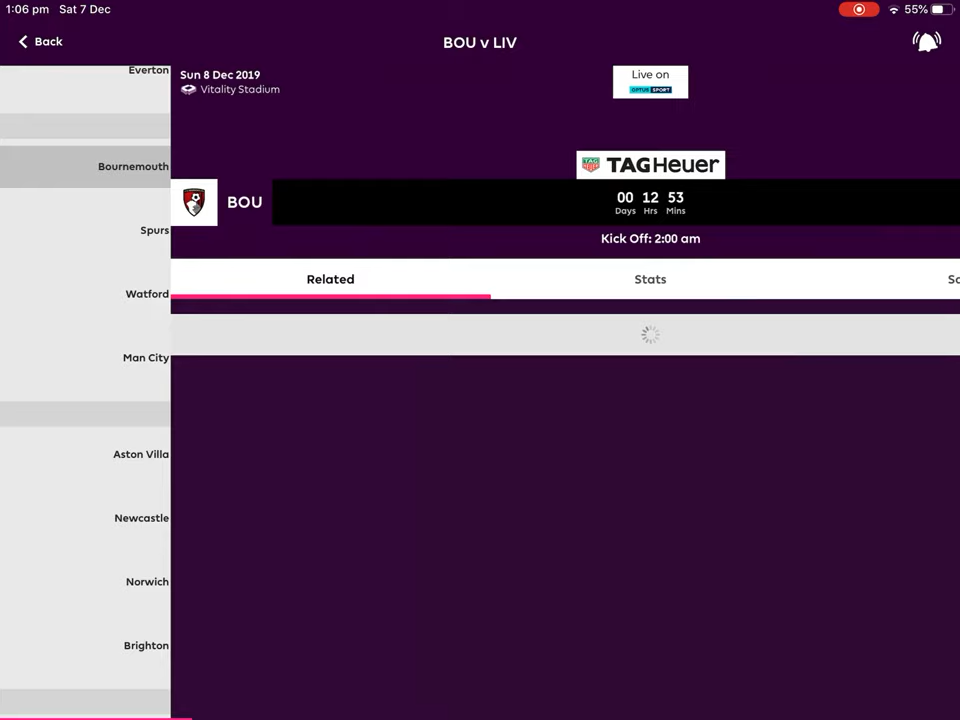 1:06 pm Sat 7 Dec 55%
Back
BOU v LIV
Everton
Bournemouth
Spurs
Watford
Man City
Aston Villa
Newcastle
Norwich
Brighton
Sun 8 Dec 2019
Vitality Stadium
Live on
OPTUS SPORT
TAGHeuer
BOU
00 12 53
Days Hrs Mins
Kick Off: 2:00 am
Related Stats